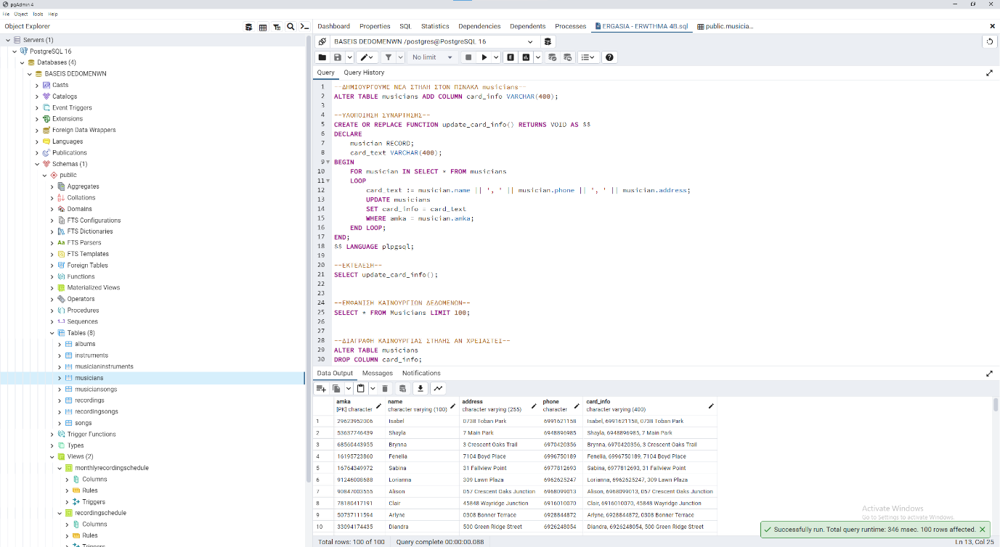 pgAdmin 4
File Object Tools Help
Object Explorer
Dashboard Properties SQL Statistics Dependencies Dependents Processes ERGASIA - ERWTHMA 4B.sql public.musicia...
Servers (1)
PostgreSQL 16
Databases (4)
BASEIS DEDOMENWN
Casts
Catalogs
Event Triggers
Extensions
Foreign Data Wrappers
Languages
Publications
Schemas (1)
public
Aggregates
Collations
Domains
FTS Configurations
FTS Dictionaries
FTS Parsers
FTS Templates
Foreign Tables
Functions
Materialized Views
Operators
Procedures
1..3 Sequences
Tables (8)
albums
instruments
musicianinstruments
musicians
musiciansongs
recordings
recordingsongs
songs
Trigger Functions
Types
Views (2)
monthlyrecordingschedule
Columns
Rules
Triggers
recordingschedule
Columns
Rules
Triggers
BASEIS DEDOMENWN /postgres@PostgreSQL 16
No limit
Query Query History
1 --ΔΗΜΙΟΥΡΓΟΥΜΕ ΝΕΑ ΣΤΗΛΗ ΣΤΟΝ ΠΙΝΑΚΑ musicians--
2 ALTER TABLE musicians ADD COLUMN card_info VARCHAR(400);
3
4 --ΥΛΟΠΟΙΗΣΗ ΣΥΝΑΡΤΗΣΗΣ--
5 CREATE OR REPLACE FUNCTION update_card_info() RETURNS VOID AS $$
6 DECLARE
7 musician RECORD;
8 card_text VARCHAR(400);
9 BEGIN
10 FOR musician IN SELECT * FROM musicians
11 LOOP
12 card_text := musician.name || ', ' || musician.phone || ', ' || musician.address;
13 UPDATE musicians
14 SET card_info = card_text
15 WHERE amka = musician.amka;
16 END LOOP;
17 END;
18 $$ LANGUAGE plpgsql;
19
20 --ΕΚΤΕΛΕΣΗ--
21 SELECT update_card_info();
22
23
24 --ΕΜΦΑΝΙΣΗ ΚΑΙΝΟΥΡΓΙΩΝ ΔΕΔΟΜΕΝΩΝ--
25 SELECT * FROM Musicians LIMIT 100;
26
27
28 --ΔΙΑΓΡΑΦΗ ΚΑΙΝΟΥΡΓΙΑΣ ΣΤΗΛΗΣ ΑΝ ΧΡΕΙΑΣΤΕΙ--
29 ALTER TABLE musicians
30 DROP COLUMN card_info;
Data Output Messages Notifications
amka name address phone card_info
[PK] character character varying (100) character varying (255) character character varying (400)
1 29623952006 Isabel 0738 Toban Park 6991621158 Isabel, 6991621158, 0738 Toban Park
2 53637746439 Shayla 7 Main Park 6948896985 Shayla, 6948896985, 7 Main Park
3 68560443955 Brynna 3 Crescent Oaks Trail 6970420356 Brynna, 6970420356, 3 Crescent Oaks Trail
4 16195723860 Fenelia 7104 Boyd Place 6996750189 Fenelia, 6996750189, 7104 Boyd Place
5 16764349972 Sabina 31 Fallview Point 6977812693 Sabina, 6977812693, 31 Fallview Point
6 91246008688 Lorianna 309 Lawn Plaza 6962625247 Lorianna, 6962625247, 309 Lawn Plaza
7 90847003555 Alison 057 Crescent Oaks Junction 6968099013 Alison, 6968099013, 057 Crescent Oaks Junction
8 78180417191 Clair 45848 Wayridge Junction 6916010070 Clair, 6916010070, 45848 Wayridge Junction
9 50737111594 Arlyne 0308 Bonner Terrace 6928844872 Arlyne, 6928844872, 0308 Bonner Terrace
10 33094174435 Diandra 500 Green Ridge Street 6926248054 Diandra, 6926248054, 500 Green Ridge Street
Activate Windows
Go to Settings to activate Windows.
Successfully run. Total query runtime: 346 msec. 100 rows affected.
Total rows: 100 of 100 Query complete 00:00:00.088 Ln 13, Col 25